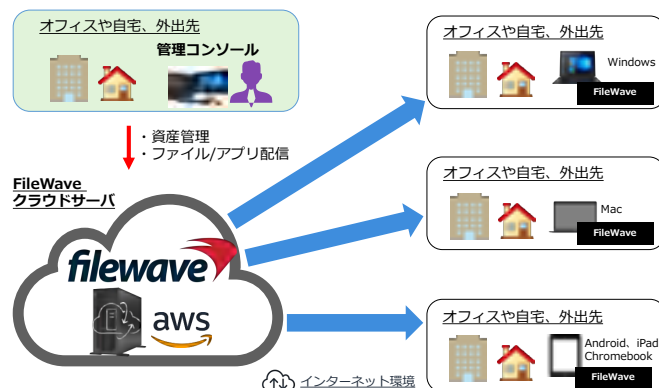 オフィスや自宅、外出先
管理コンソール
・資産管理
・ファイル/アプリ配信
FileWave
クラウドサーバ
filewave
aws
インターネット環境
オフィスや自宅、外出先
Windows
FileWave
オフィスや自宅、外出先
Mac
FileWave
オフィスや自宅、外出先
Android、iPad
Chromebook
FileWave